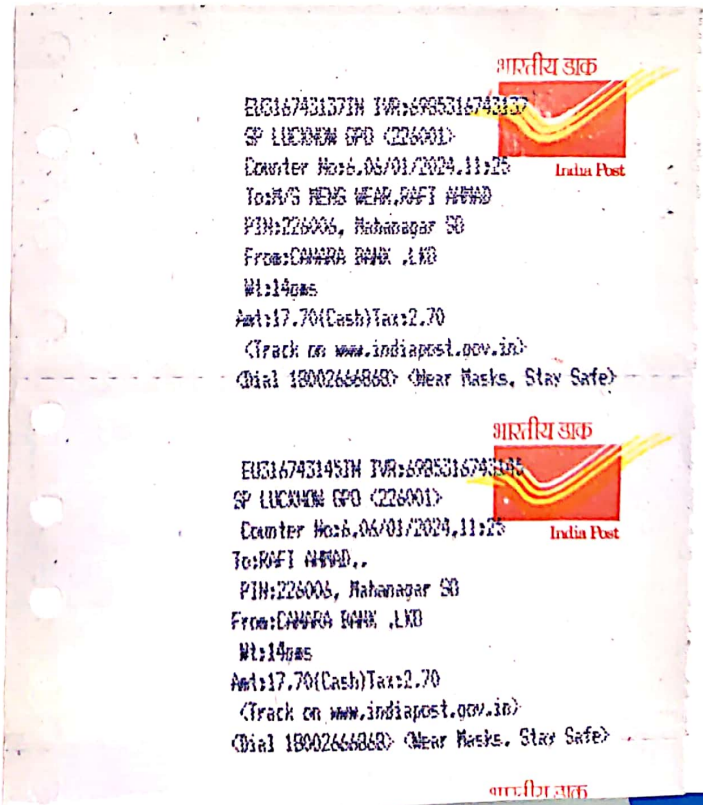 भारतीय डाक
EU316743137IN IVR:6985316743137
SP LUCKNOW GPO <226001>
India Post
Counter No:6,06/01/2024,11:25
To:M/S MENS WEAR,RAFI AHMAD
PIN:226006, Mahanagar SO
From:CANARA BANK ,LKO
Wt:14gms
Amt:17.70(Cash)Tax:2.70
<Track on www.indiapost.gov.in>
<Dial 18002666868> <Wear Masks, Stay Safe>
भारतीय डाक
EU316743145IN IVR:6985316743145
SP LUCKNOW GPO <226001>
Counter No:6,06/01/2024,11:25
India Post
To:RAFI AHMAD,.
PIN:226006, Mahanagar SO
From:CANARA BANK ,LKO
Wt:14gms
Amt:17.70(Cash)Tax:2.70
<Track on www.indiapost.gov.in>
<Dial 18002666868> <Wear Masks, Stay Safe>
भारतीय डाक